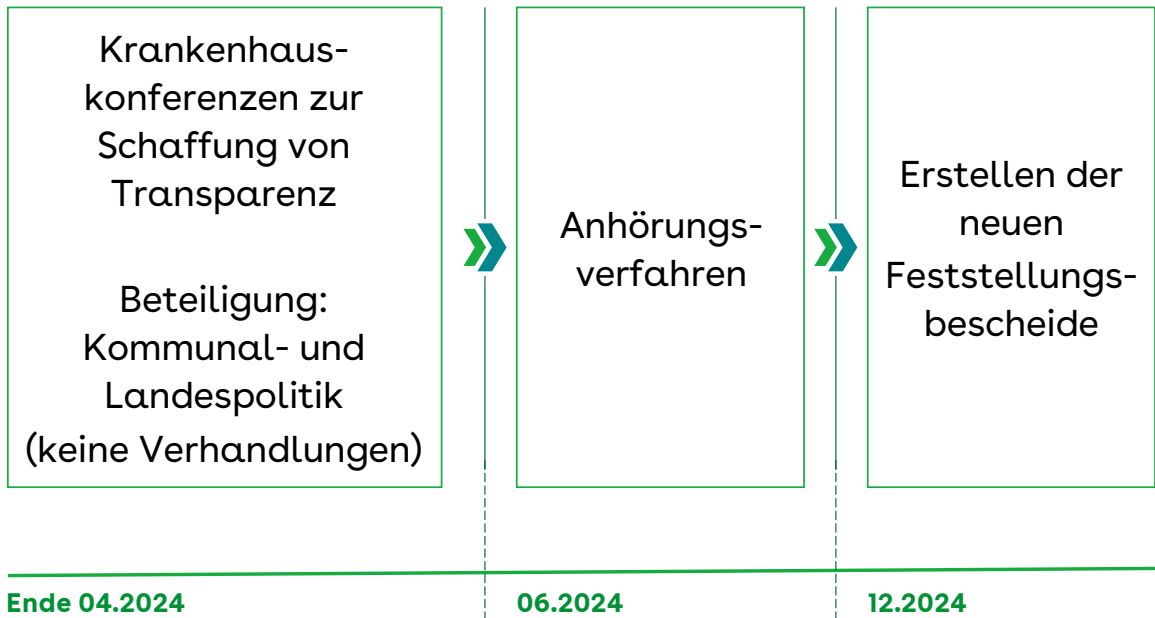 Krankenhaus-
konferenzen zur
Schaffung von
Transparenz
Beteiligung:
Kommunal- und
Landespolitik
(keine Verhandlungen)
Anhörungs-
verfahren
Erstellen der
neuen
Feststellungs-
bescheide
Ende 04.2024
06.2024
12.2024